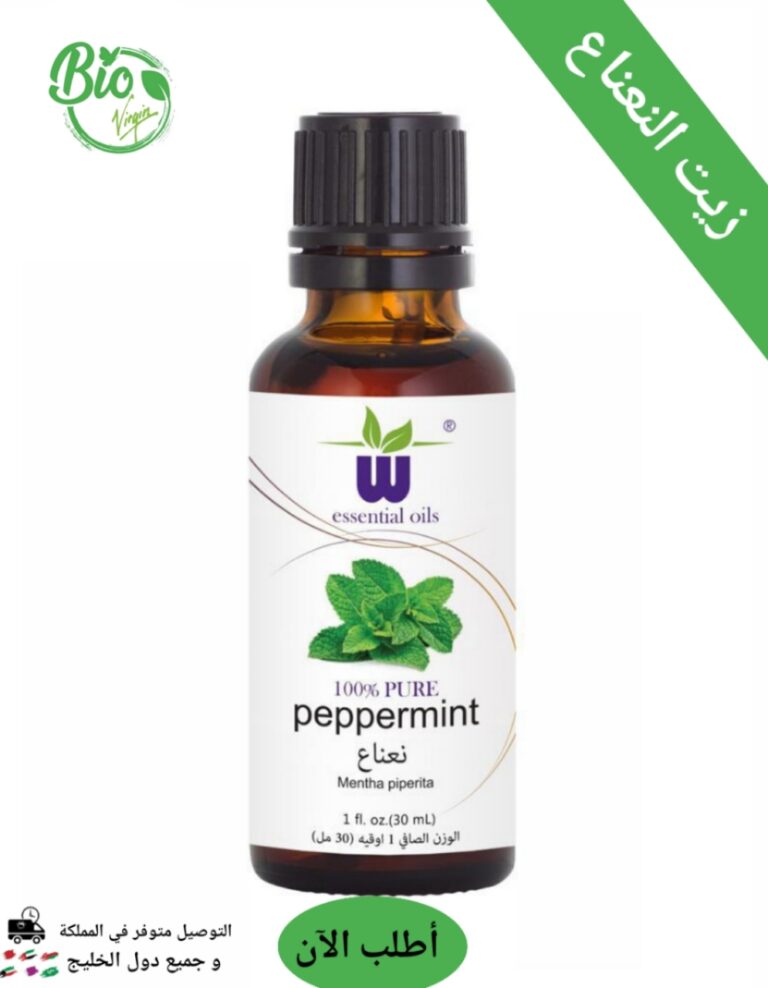 Bio
Virgin
زيت النعناع
®
W
essential oils
100% PURE
peppermint
نعناع
Mentha piperita
1 fl. oz.(30 mL)
الوزن الصافي 1 اوقيه (30 مل)
التوصيل متوفر في المملكة
و جميع دول الخليج
أطلب الآن